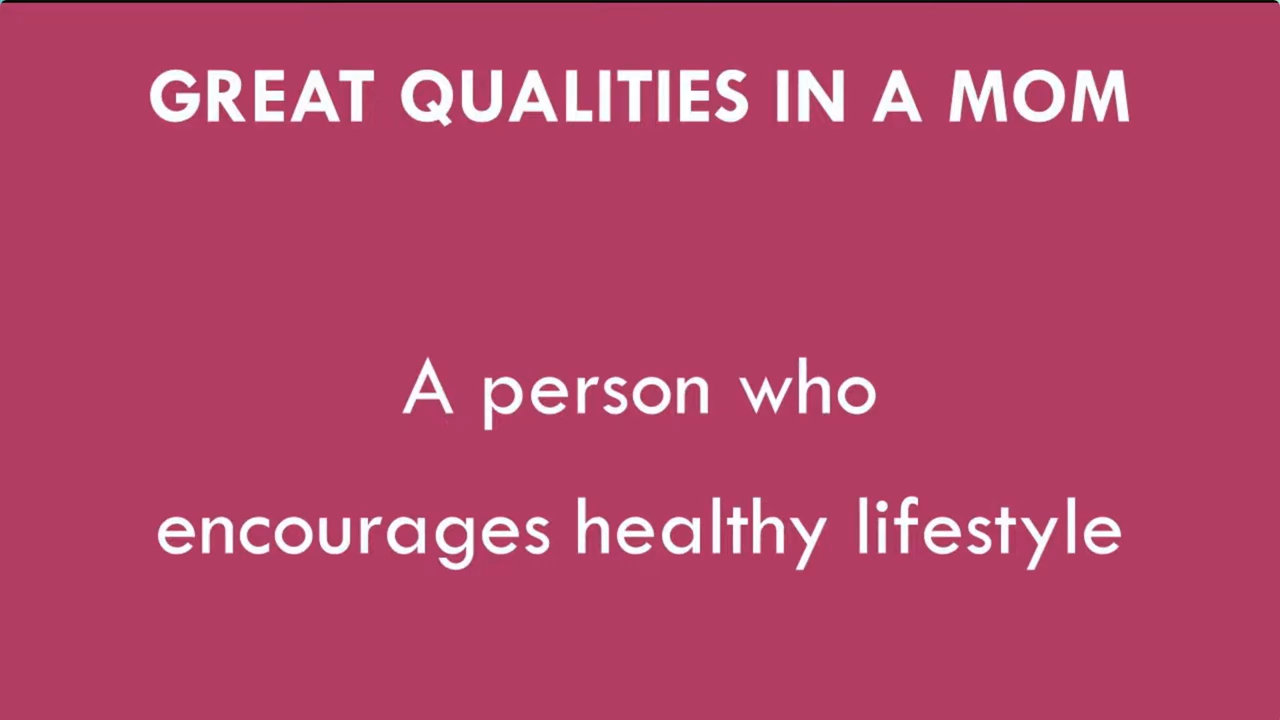 GREAT QUALITIES IN A MOM
A person who
encourages healthy lifestyle